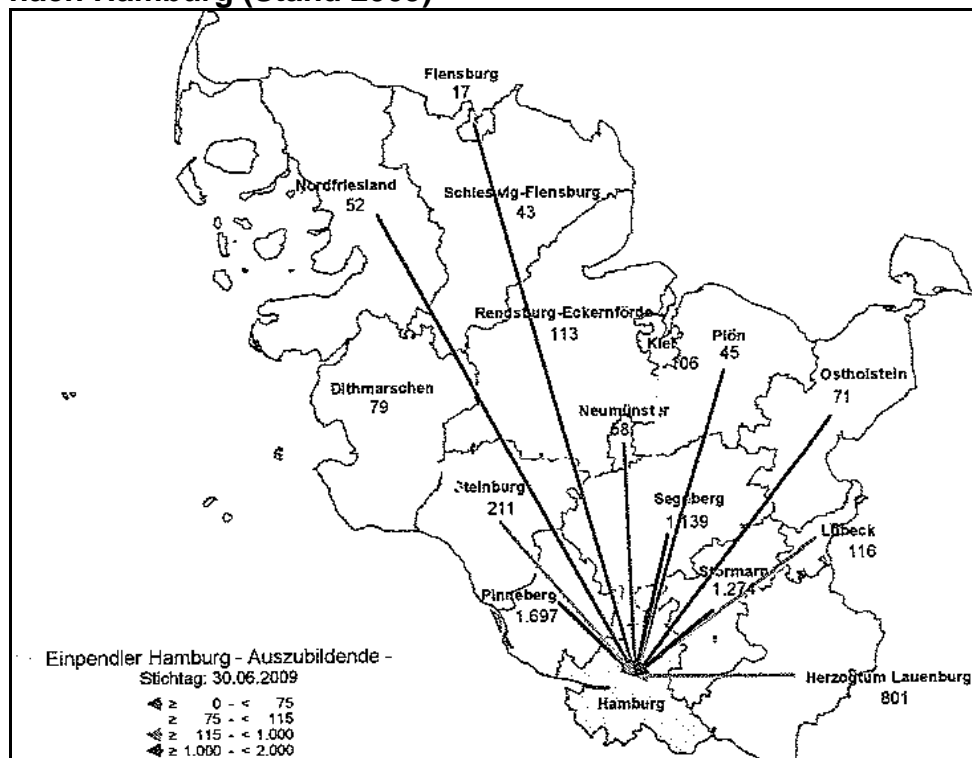 nach Hamburg (Stand 2009)
Flensburg
17
Nordfriesland
52
Schleswig-Flensburg
43
Rendsburg-Eckernförde
113
Kiel
106
Plön
45
Ostholstein
71
Dithmarschen
79
Neumünster
58
Steinburg
211
Segeberg
1.139
Lübeck
116
Stormarn
1.274
Pinneberg
1.697
Herzogtum Lauenburg
801
Hamburg
Einpendler Hamburg - Auszubildende -
Stichtag: 30.06.2009
≥ 0 - < 75
≥ 75 - < 115
≥ 115 - < 1.000
≥ 1.000 - < 2.000